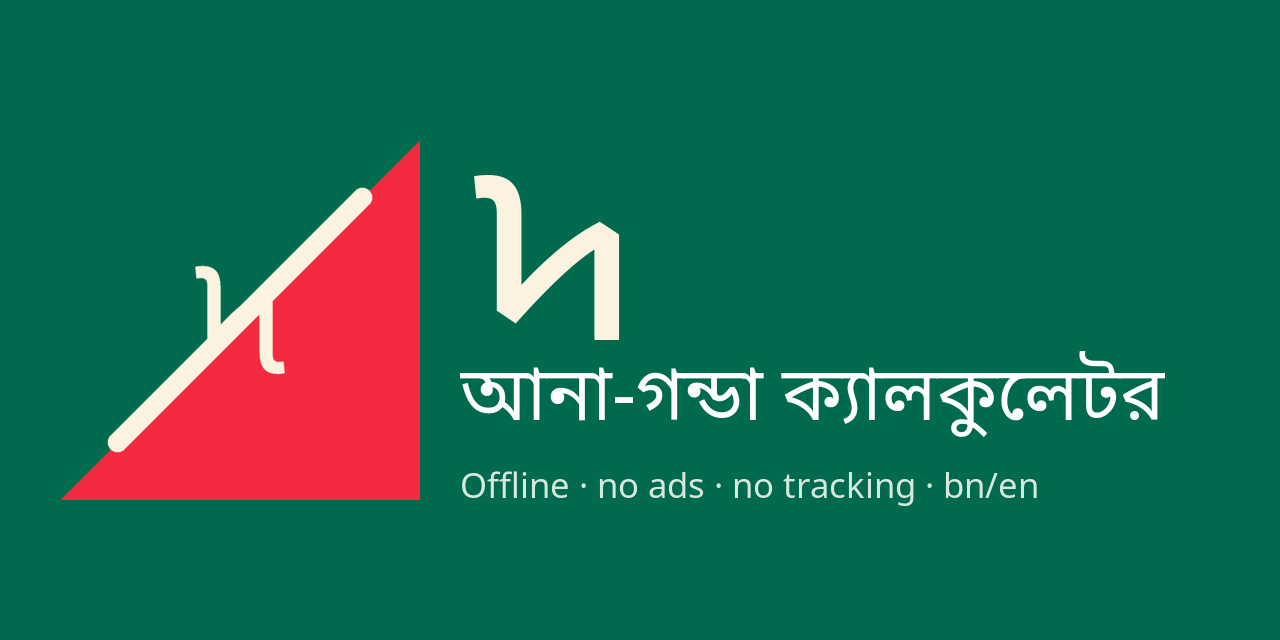 ৸
আনা-গন্ডা ক্যালকুলেটর
Offline · no ads · no tracking · bn/en